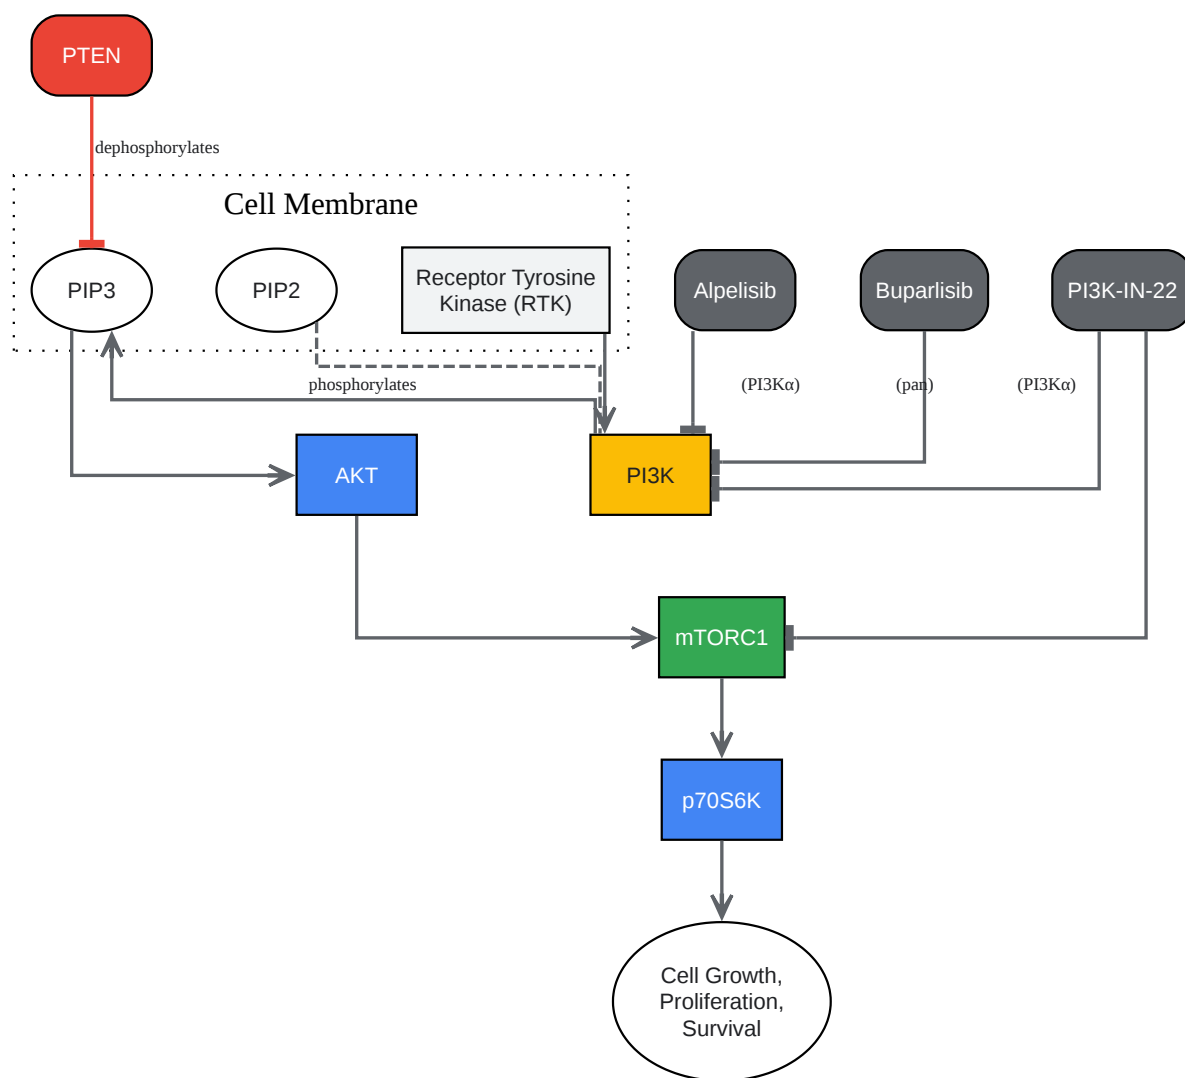 PTEN
dephosphorylates
Cell Membrane
PIP3
PIP2
Receptor Tyrosine
Kinase (RTK)
Alpelisib
Buparlisib
PI3K-IN-22
phosphorylates
(PI3Kα)
(pan)
(PI3Kα)
AKT
PI3K
mTORC1
p70S6K
Cell Growth,
Proliferation,
Survival